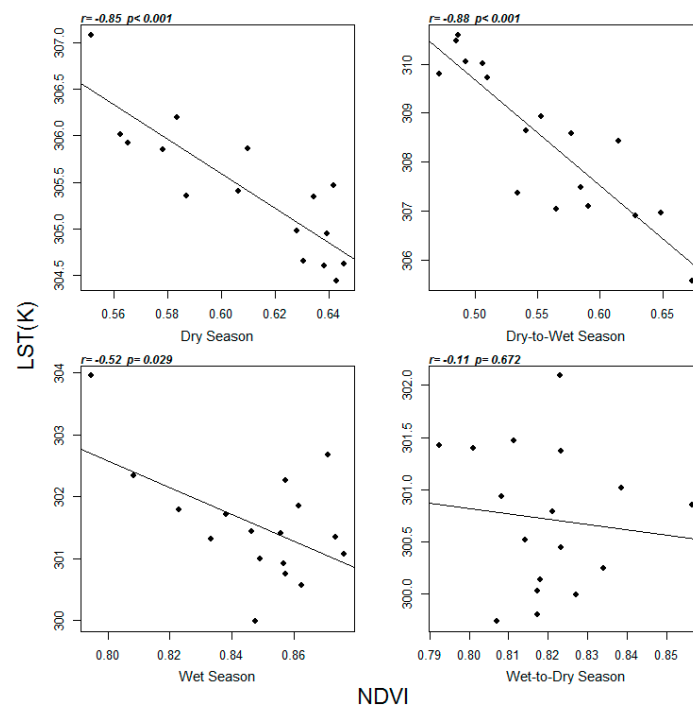 r= -0.85 p< 0.001
307.0
306.5
306.0
305.5
305.0
304.5
0.56 0.58 0.60 0.62 0.64
Dry Season
r= -0.88 p< 0.001
310
309
308
307
306
0.50 0.55 0.60 0.65
Dry-to-Wet Season
LST(K)
r= -0.52 p= 0.029
304
303
302
301
300
0.80 0.82 0.84 0.86
Wet Season
r= -0.11 p= 0.672
302.0
301.5
301.0
300.5
300.0
0.79 0.80 0.81 0.82 0.83 0.84 0.85
Wet-to-Dry Season
NDVI